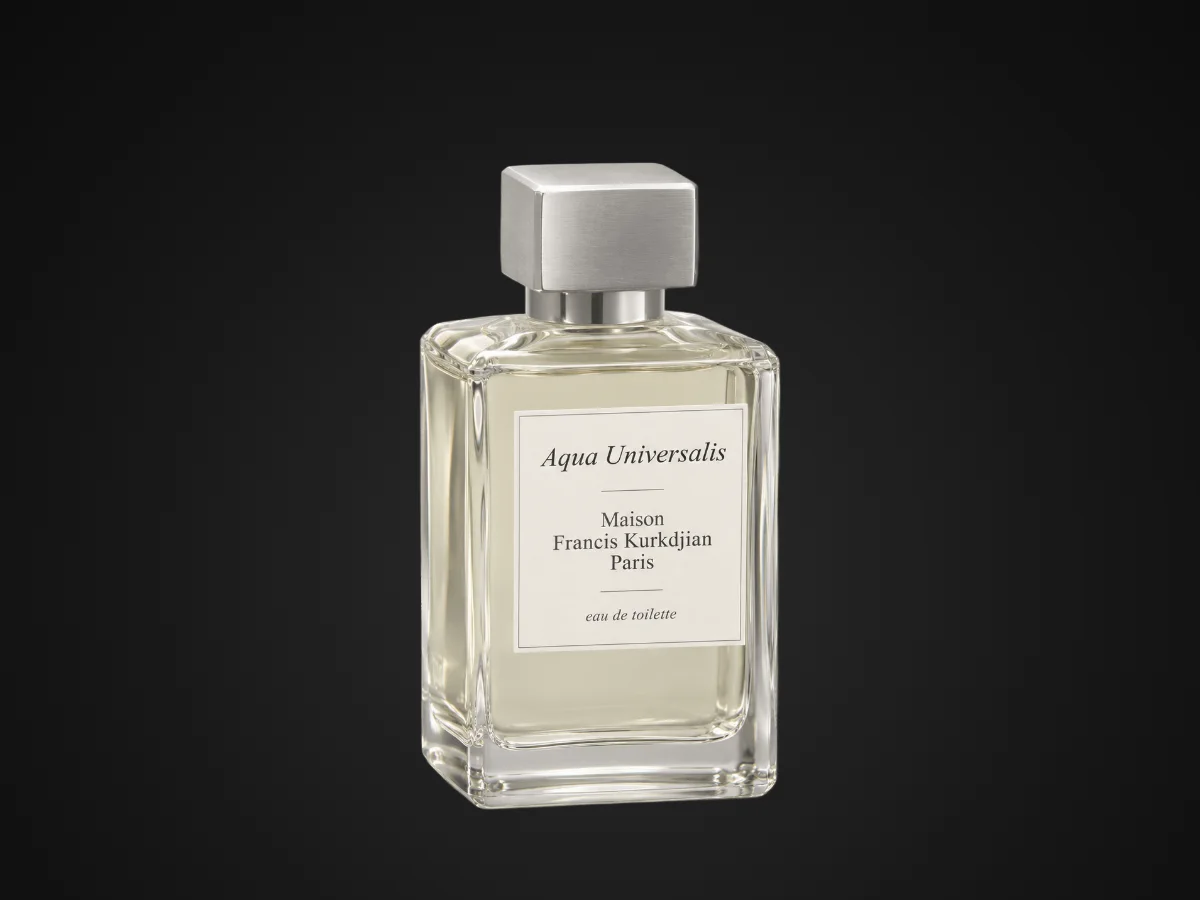 Aqua Universalis
Maison
Francis Kurkdjian
Paris
eau de toilette